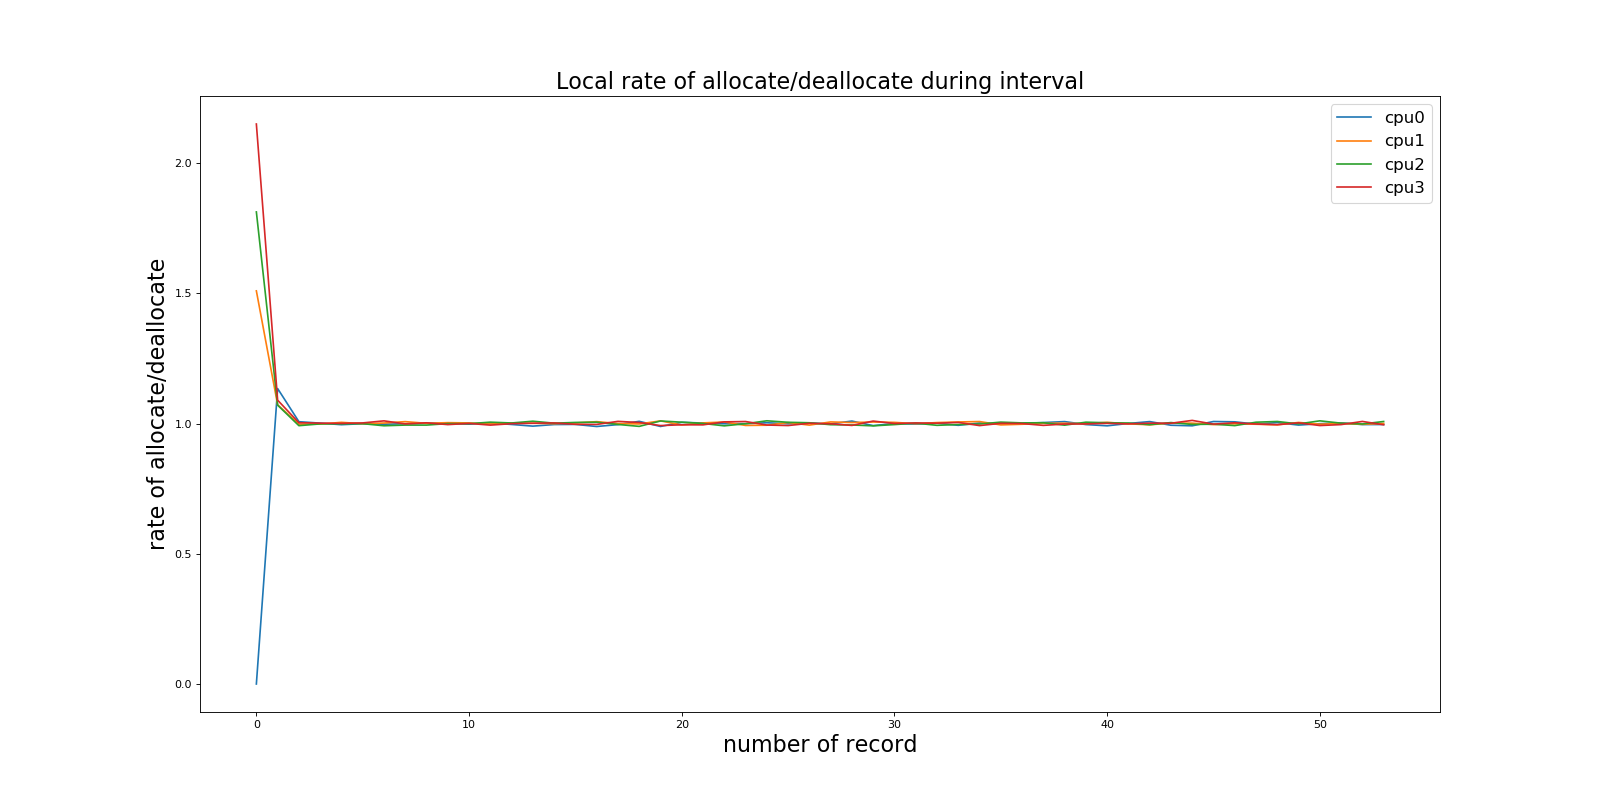 Local rate of allocate/deallocate during interval
cpu0
cpu1
cpu2
cpu3
rate of allocate/deallocate
2.0
1.5
1.0
0.5
0.0
0 10 20 30 40 50
number of record